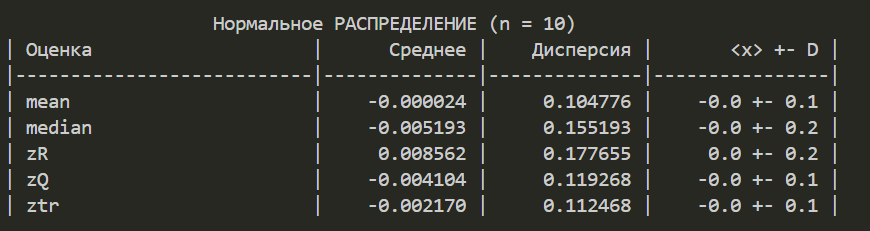 Нормальное РАСПРЕДЕЛЕНИЕ (n = 10)
| Оценка | Среднее | Дисперсия | <x> +- D |
|--------------------------|--------------|--------------|----------------|
| mean | -0.000024 | 0.104776 | -0.0 +- 0.1 |
| median | -0.005193 | 0.155193 | -0.0 +- 0.2 |
| zR | 0.008562 | 0.177655 | 0.0 +- 0.2 |
| zQ | -0.004104 | 0.119268 | -0.0 +- 0.1 |
| ztr | -0.002170 | 0.112468 | -0.0 +- 0.1 |